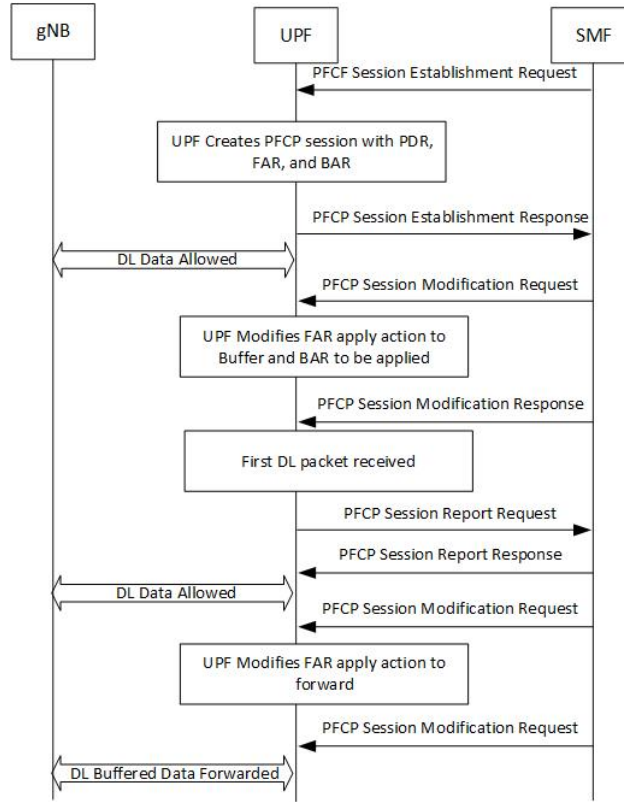 gNB
UPF
SMF
PFCF Session Establishment Request
UPF Creates PFCP session with PDR,
FAR, and BAR
PFCP Session Establishment Response
DL Data Allowed
PFCP Session Modification Request
UPF Modifies FAR apply action to
Buffer and BAR to be applied
PFCP Session Modification Response
First DL packet received
PFCP Session Report Request
PFCP Session Report Response
DL Data Allowed
PFCP Session Modification Request
UPF Modifies FAR apply action to
forward
PFCP Session Modification Request
DL Buffered Data Forwarded